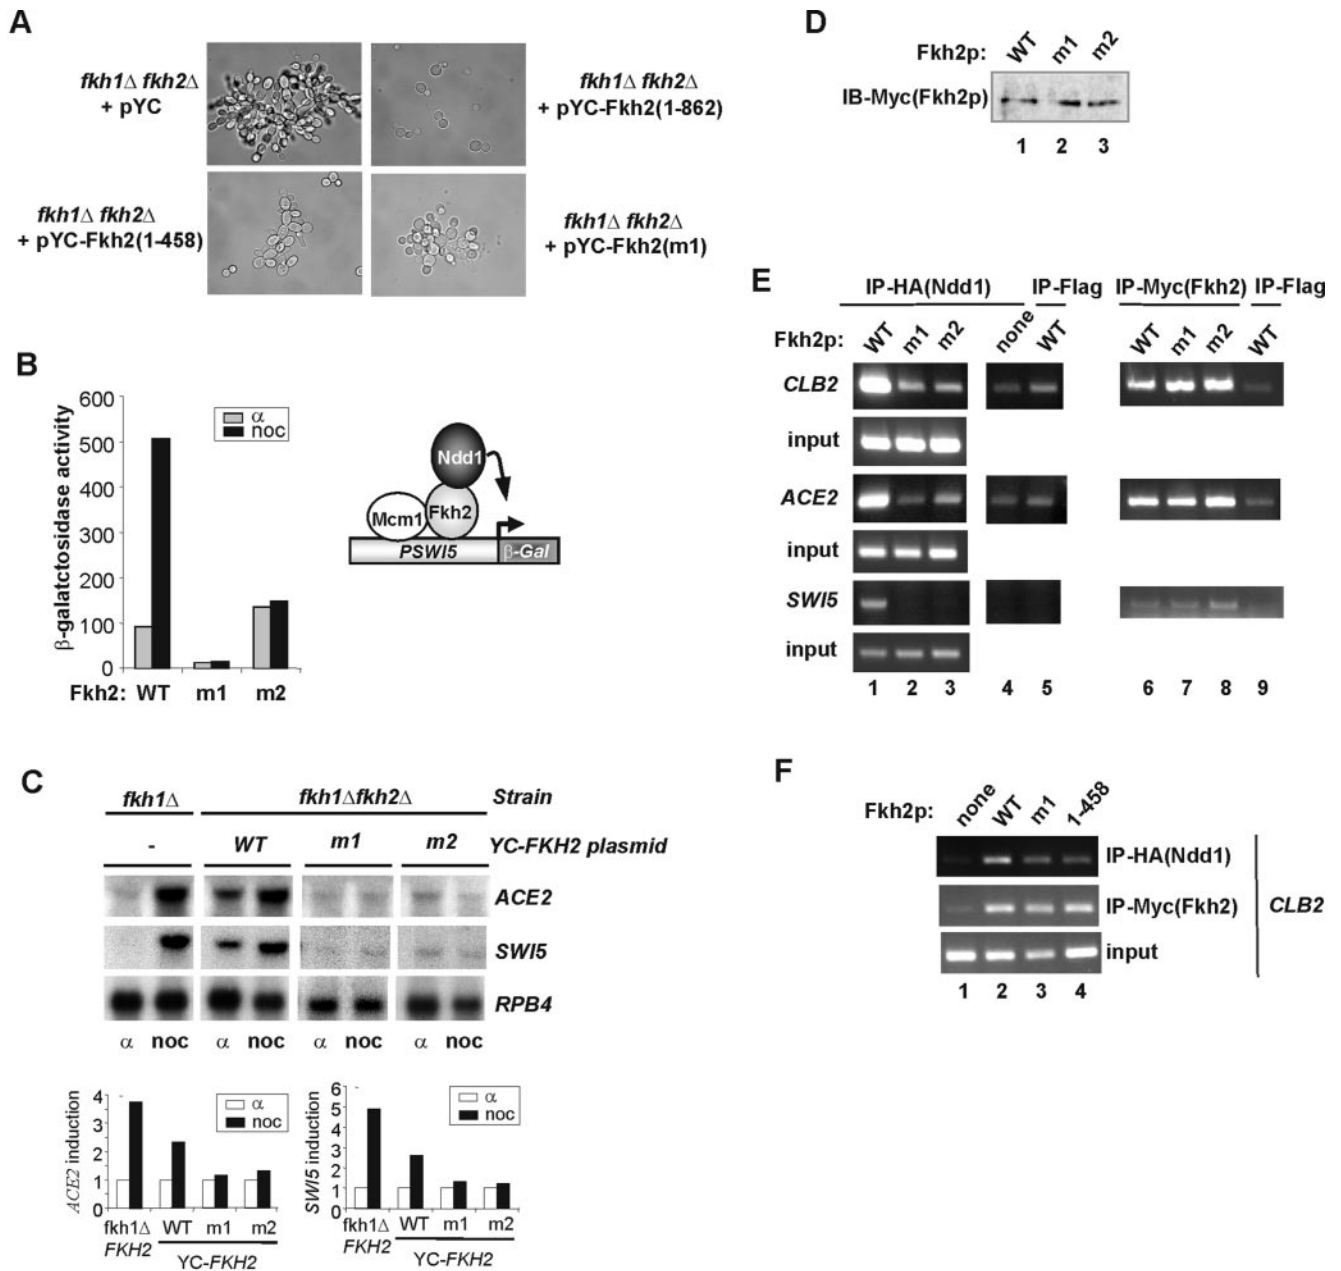 A
fkh1Δ fkh2Δ
+ pYC
fkh1Δ fkh2Δ
+ pYC-Fkh2(1-862)
fkh1Δ fkh2Δ
+ pYC-Fkh2(1-458)
fkh1Δ fkh2Δ
+ pYC-Fkh2(m1)
B
β-galatctosidase activity
600
500
400
300
200
100
0
α
noc
Fkh2: WT m1 m2
Ndd1
Mcm1 Fkh2
PSWI5 β-Gal
C
fkh1Δ fkh1Δfkh2Δ Strain
- WT m1 m2 YC-FKH2 plasmid
ACE2
SWI5
RPB4
α noc α noc α noc α noc
ACE2 induction
4
3
2
1
0
α
noc
fkh1Δ WT m1 m2
FKH2 YC-FKH2
SWI5 induction
6
5
4
3
2
1
0
α
noc
fkh1Δ WT m1 m2
FKH2 YC-FKH2
D
Fkh2p: WT m1 m2
IB-Myc(Fkh2p)
1 2 3
E
IP-HA(Ndd1) IP-Flag IP-Myc(Fkh2) IP-Flag
Fkh2p: WT m1 m2 none WT WT m1 m2 WT
CLB2
input
ACE2
input
SWI5
input
1 2 3 4 5 6 7 8 9
F
Fkh2p: none WT m1 1-458
IP-HA(Ndd1)
IP-Myc(Fkh2) CLB2
input
1 2 3 4